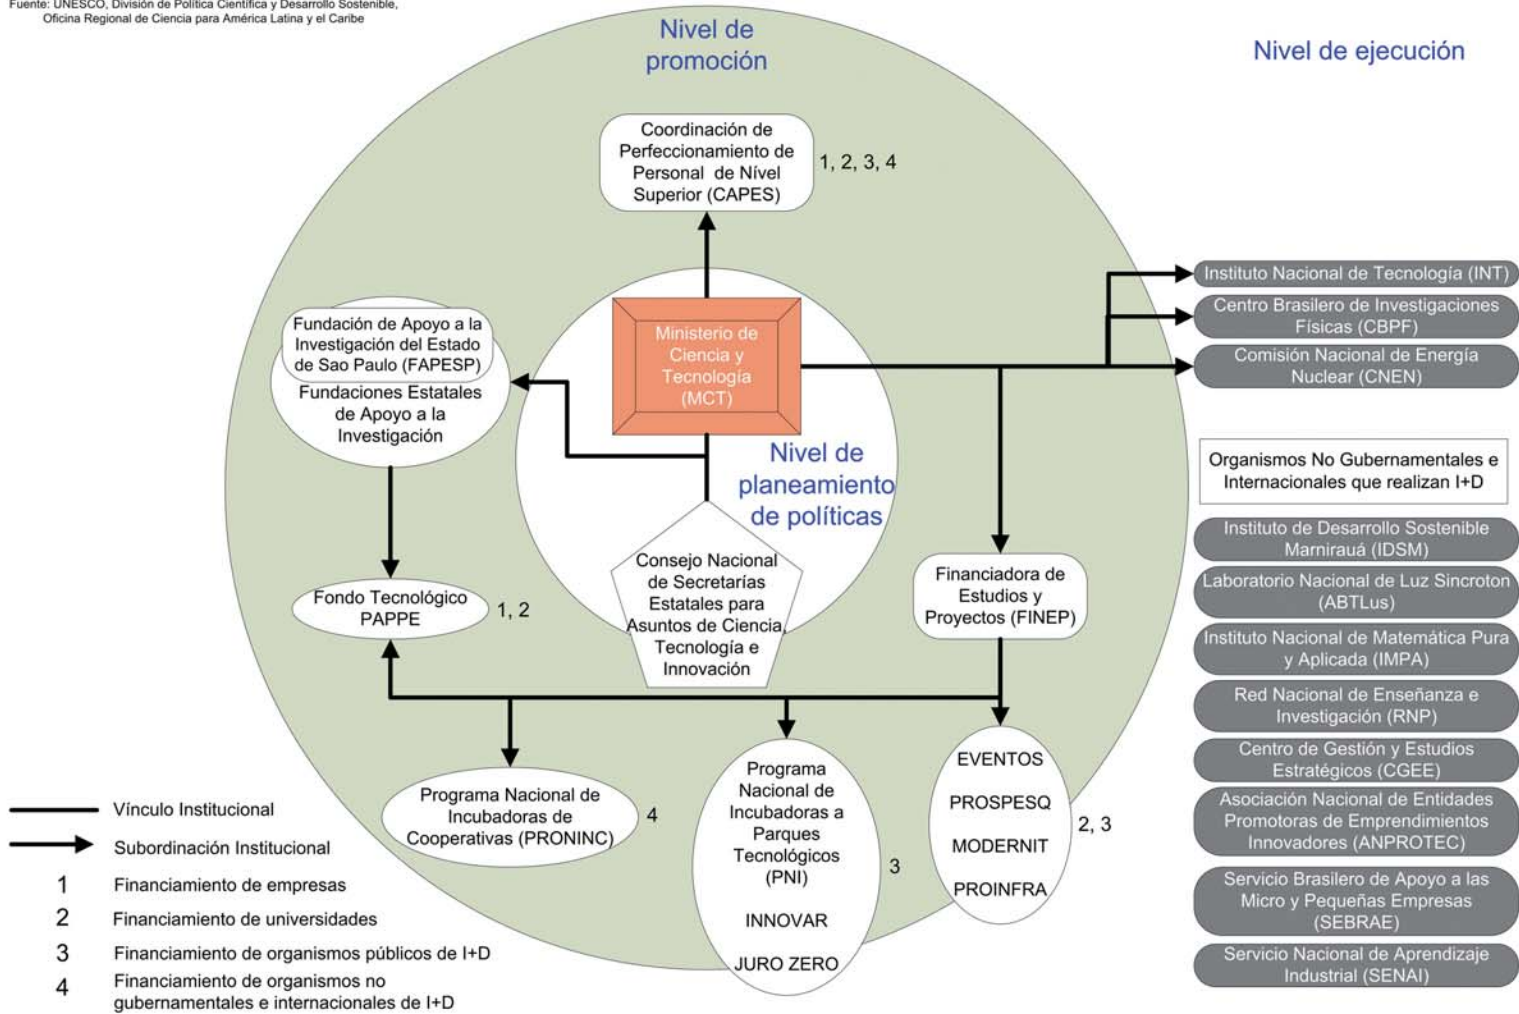 Fuente: UNESCO, División de Política Científica y Desarrollo Sostenible,
Oficina Regional de Ciencia para América Latina y el Caribe
Nivel de
promoción
Nivel de ejecución
Coordinación de
Perfeccionamiento de
Personal de Nível
Superior (CAPES)
1, 2, 3, 4
Fundación de Apoyo a la
Investigación del Estado
de Sao Paulo (FAPESP)
Fundaciones Estatales
de Apoyo a la
Investigación
Ministerio de
Ciencia y
Tecnología
(MCT)
Nivel de
planeamiento
de políticas
Consejo Nacional
de Secretarías
Estatales para
Asuntos de Ciencia,
Tecnología e
Innovación
Fondo Tecnológico
PAPPE
1, 2
Financiadora de
Estudios y
Proyectos (FINEP)
Programa Nacional de
Incubadoras de
Cooperativas (PRONINC)
4
Programa
Nacional de
Incubadoras a
Parques
Tecnológicos
(PNI)
INNOVAR
JURO ZERO
3
EVENTOS
PROSPESQ
MODERNIT
PROINFRA
2, 3
Instituto Nacional de Tecnología (INT)
Centro Brasilero de Investigaciones
Físicas (CBPF)
Comisión Nacional de Energía
Nuclear (CNEN)
Organismos No Gubernamentales e
Internacionales que realizan I+D
Instituto de Desarrollo Sostenible
Marnirauá (IDSM)
Laboratorio Nacional de Luz Sincroton
(ABTLus)
Instituto Nacional de Matemática Pura
y Aplicada (IMPA)
Red Nacional de Enseñanza e
Investigación (RNP)
Centro de Gestión y Estudios
Estratégicos (CGEE)
Asociación Nacional de Entidades
Promotoras de Emprendimientos
Innovadores (ANPROTEC)
Servicio Brasilero de Apoyo a las
Micro y Pequeñas Empresas
(SEBRAE)
Servicio Nacional de Aprendizaje
Industrial (SENAI)
Vínculo Institucional
Subordinación Institucional
1 Financiamiento de empresas
2 Financiamiento de universidades
3 Financiamiento de organismos públicos de I+D
4 Financiamiento de organismos no
gubernamentales e internacionales de I+D